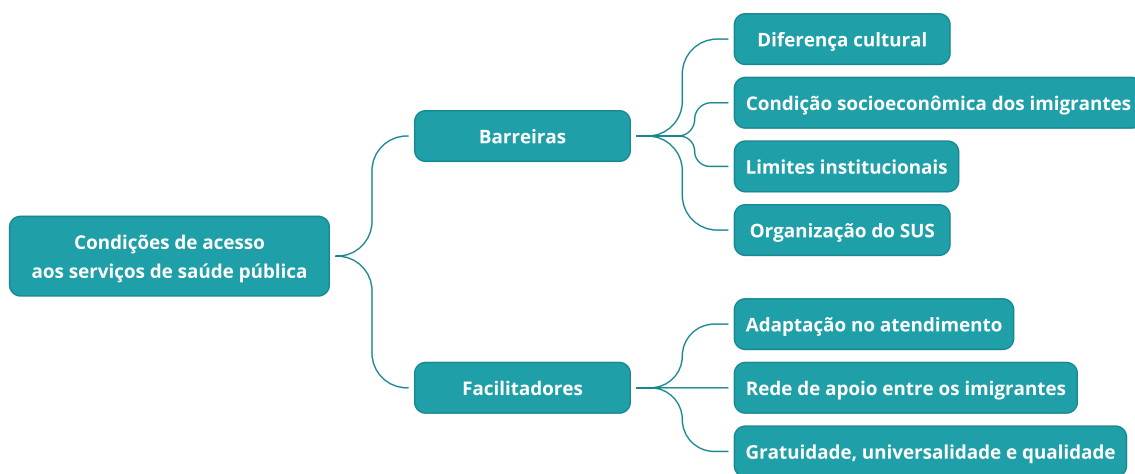 Condições de acesso
aos serviços de saúde pública
Barreiras
Diferença cultural
Condição socioeconômica dos imigrantes
Limites institucionais
Organização do SUS
Facilitadores
Adaptação no atendimento
Rede de apoio entre os imigrantes
Gratuidade, universalidade e qualidade